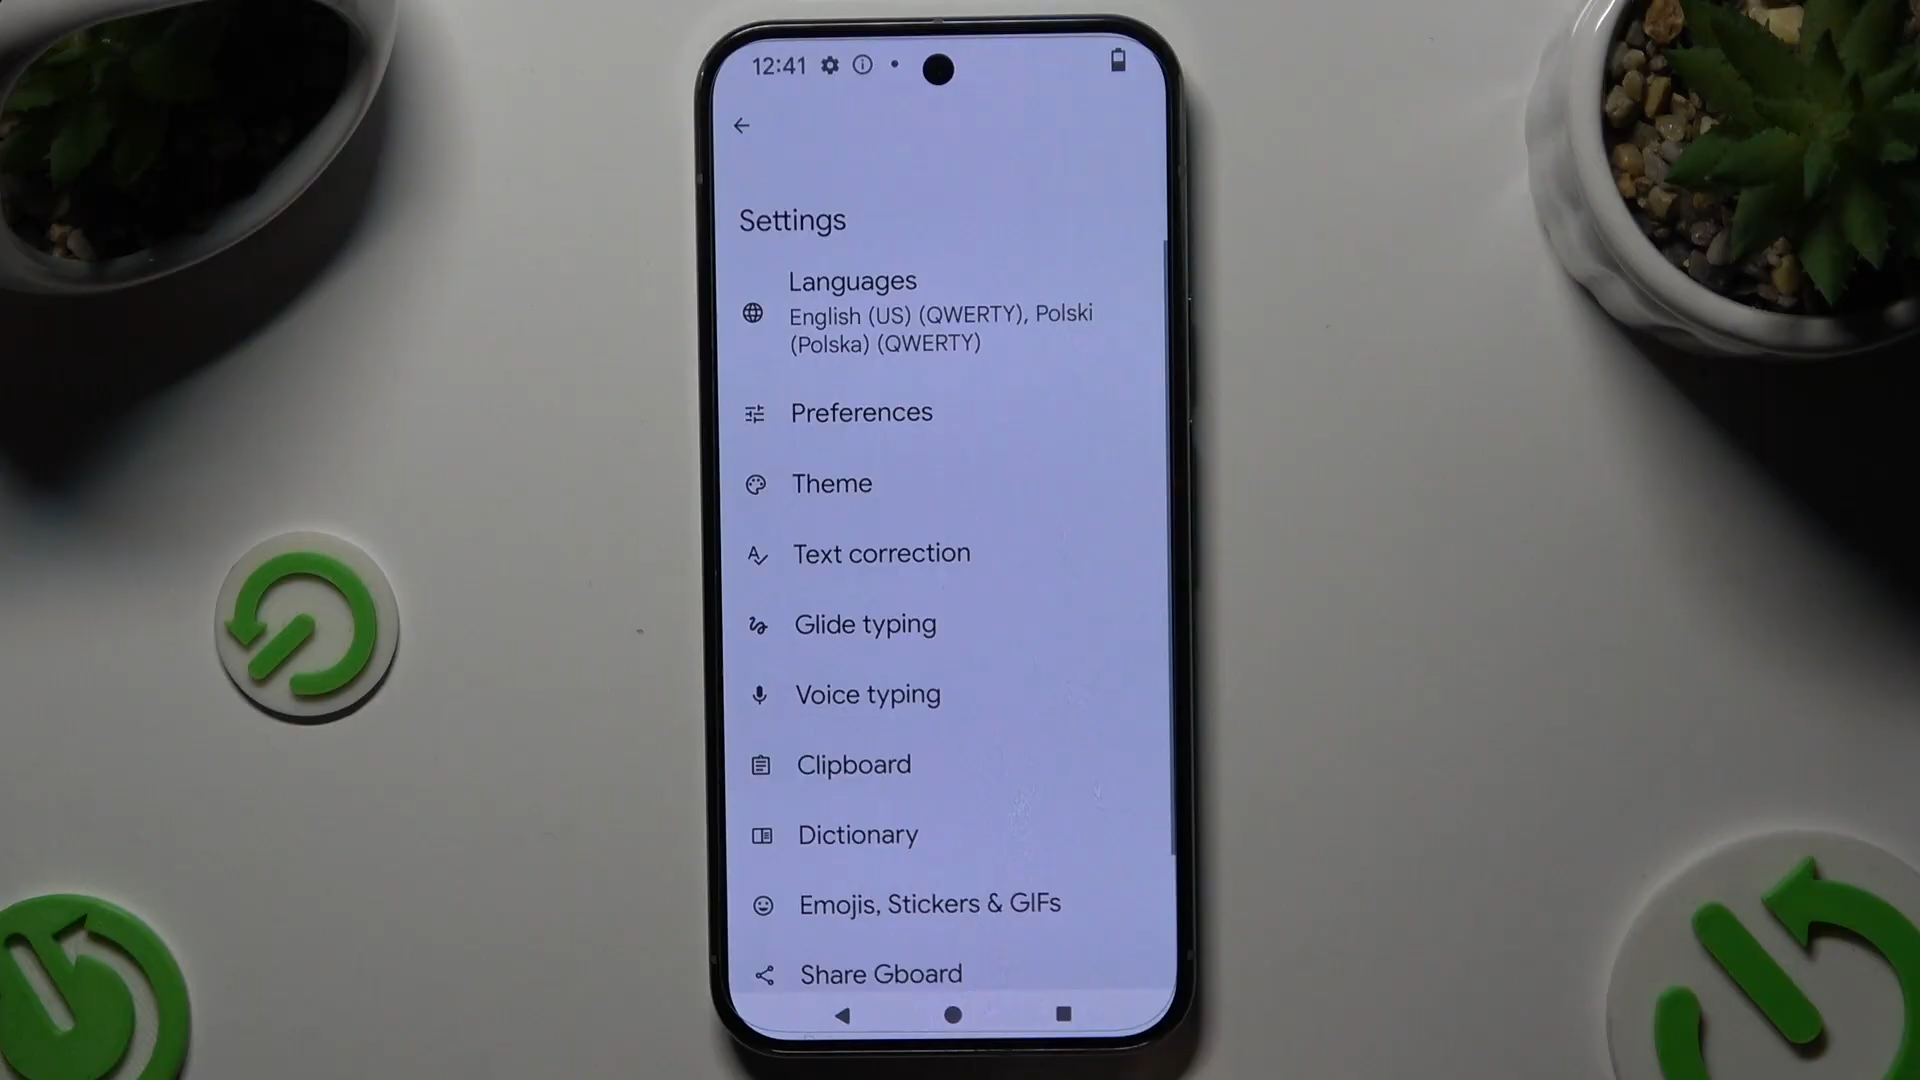 12:41
Settings
Languages
English (US) (QWERTY), Polski
(Polska) (QWERTY)
Preferences
Theme
Text correction
Glide typing
Voice typing
Clipboard
Dictionary
Emojis, Stickers & GIFs
Share Gboard